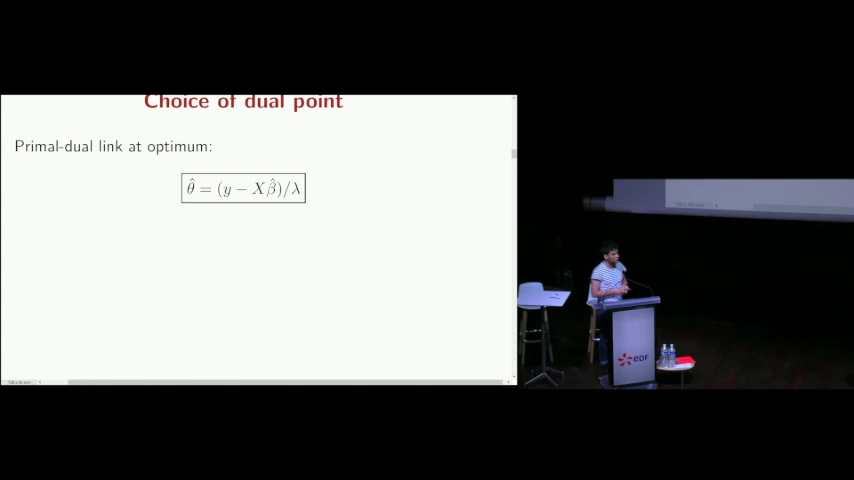 Choice of dual point
Primal-dual link at optimum:
θ̂ = (y − Xβ̂)/λ
eDF